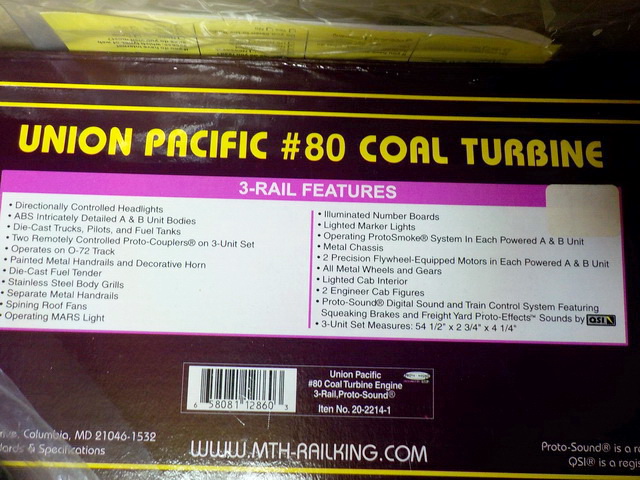 UNION PACIFIC #80 COAL TURBINE
3-RAIL FEATURES
• Directionally Controlled Headlights
• ABS Intricately Detailed A & B Unit Bodies
• Die-Cast Trucks, Pilots, and Fuel Tanks
• Two Remotely Controlled Proto-Couplers® on 3-Unit Set
• Operates on O-72 Track
• Painted Metal Handrails and Decorative Horn
• Die-Cast Fuel Tender
• Stainless Steel Body Grills
• Separate Metal Handrails
• Spining Roof Fans
• Operating MARS Light
• Illuminated Number Boards
• Lighted Marker Lights
• Operating ProtoSmoke® System In Each Powered A & B Unit
• Metal Chassis
• 2 Precision Flywheel-Equipped Motors in Each Powered A & B Unit
• All Metal Wheels and Gears
• Lighted Cab Interior
• 2 Engineer Cab Figures
• Proto-Sound® Digital Sound and Train Control System Featuring
Squeaking Brakes and Freight Yard Proto-Effects™ Sounds by QSI
• 3-Unit Set Measures: 54 1/2" x 2 3/4" x 4 1/4"
Union Pacific
#80 Coal Turbine Engine
3-Rail,Proto-Sound®
Iten No. 20-2214-1
6 58081 12860 3
Columbia, MD 21046-1532
& Specifications
WWW.MTH-RAILKING.COM
Proto-Sound® is a
QSI® is a